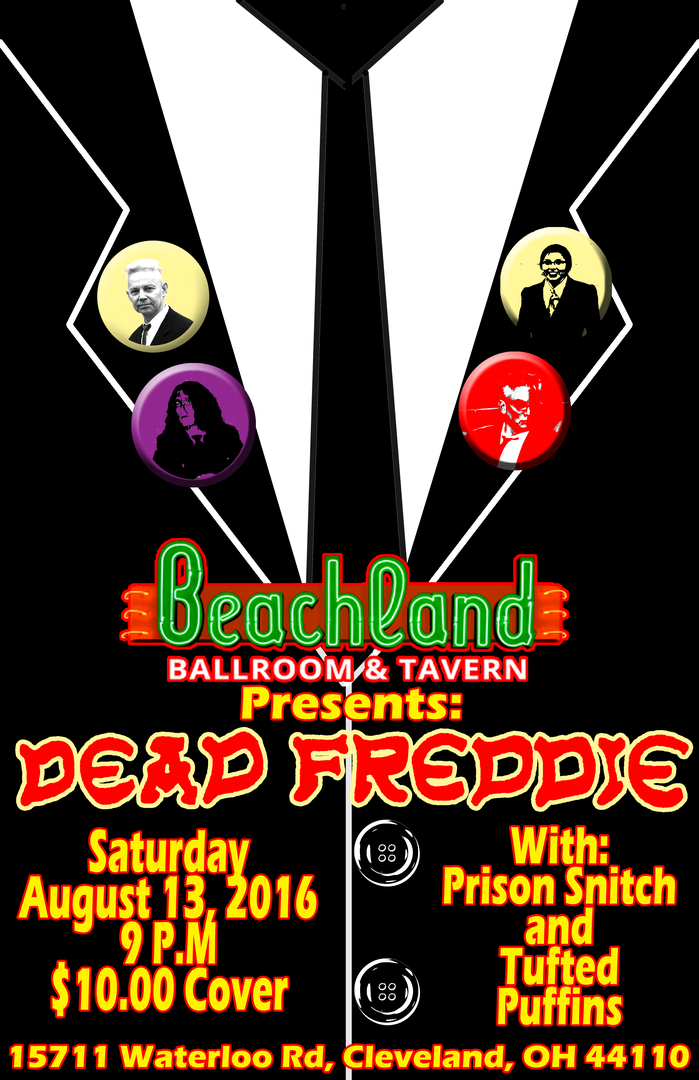 Beachland
BALLROOM & TAVERN
Presents:
DEAD FREDDIE
Saturday
August 13, 2016
9 P.M
$10.00 Cover
With:
Prison Snitch
and
Tufted
Puffins
15711 Waterloo Rd, Cleveland, OH 44110